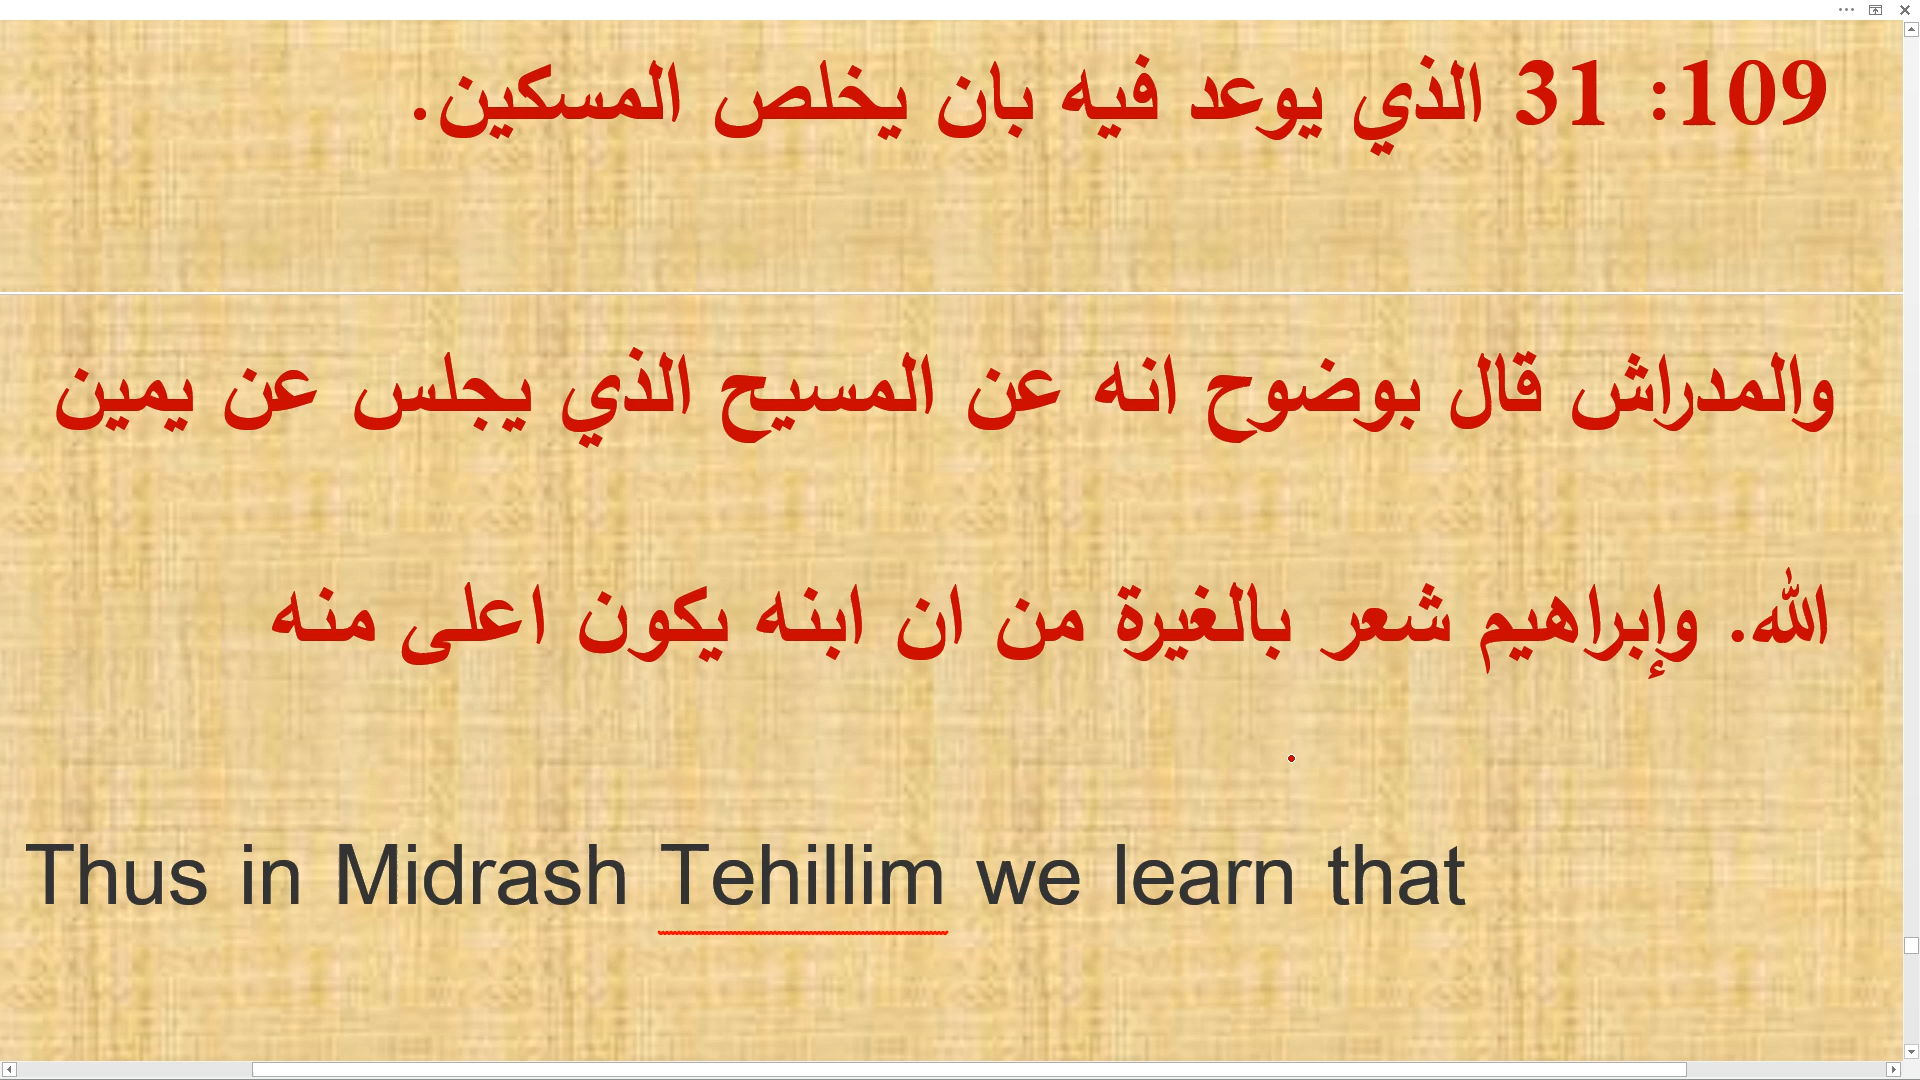 109: 31 الذي يوعد فيه بان يخلص المسكين.
والمدراش قال بوضوح انه عن المسيح الذي يجلس عن يمين
الله. وإبراهيم شعر بالغيرة من ان ابنه يكون اعلى منه
Thus in Midrash Tehillim we learn that